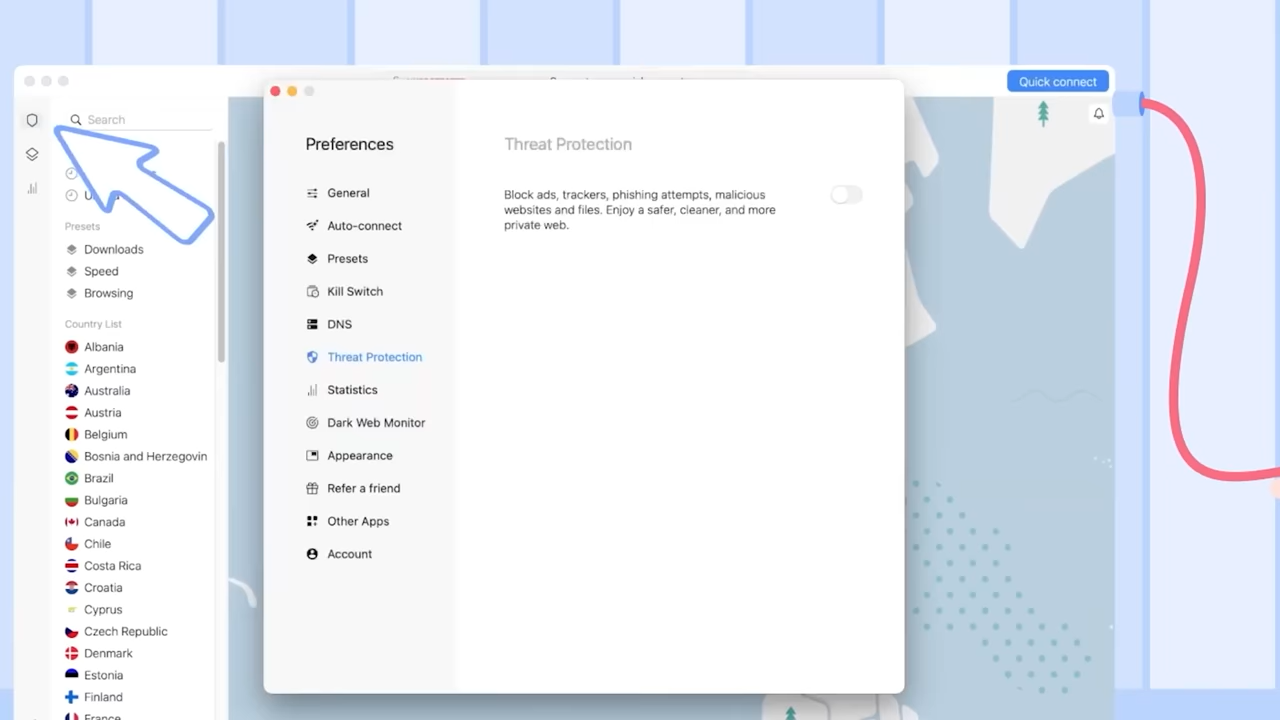 Quick connect
Search
Presets
Downloads
Speed
Browsing
Country List
Albania
Argentina
Australia
Austria
Belgium
Bosnia and Herzegovin
Brazil
Bulgaria
Canada
Chile
Costa Rica
Croatia
Cyprus
Czech Republic
Denmark
Estonia
Finland
France
Preferences
General
Auto-connect
Presets
Kill Switch
DNS
Threat Protection
Statistics
Dark Web Monitor
Appearance
Refer a friend
Other Apps
Account
Threat Protection
Block ads, trackers, phishing attempts, malicious
websites and files. Enjoy a safer, cleaner, and more
private web.